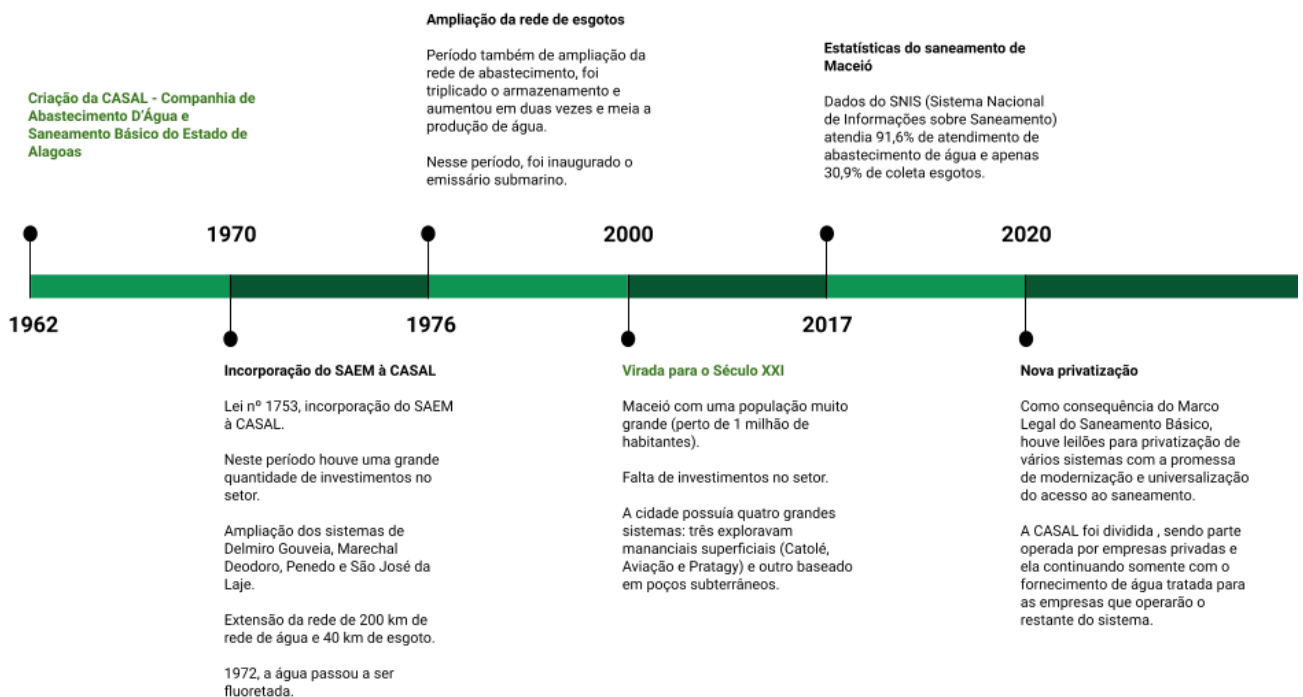 Criação da CASAL - Companhia de
Abastecimento D'Água e
Saneamento Básico do Estado de
Alagoas
1962
1970
Incorporação do SAEM à CASAL
Lei nº 1753, incorporação do SAEM
à CASAL.
Neste período houve uma grande
quantidade de investimentos no
setor.
Ampliação dos sistemas de
Delmiro Gouveia, Marechal
Deodoro, Penedo e São José da
Laje.
Extensão da rede de 200 km de
rede de água e 40 km de esgoto.
1972, a água passou a ser
fluoretada.
Ampliação da rede de esgotos
Período também de ampliação da
rede de abastecimento, foi
triplicado o armazenamento e
aumentou em duas vezes e meia a
produção de água.
Nesse período, foi inaugurado o
emissário submarino.
1976
2000
Virada para o Século XXI
Maceió com uma população muito
grande (perto de 1 milhão de
habitantes).
Falta de investimentos no setor.
A cidade possuía quatro grandes
sistemas: três exploravam
mananciais superficiais (Catolé,
Aviação e Pratagy) e outro baseado
em poços subterrâneos.
Estatísticas do saneamento de
Maceió
Dados do SNIS (Sistema Nacional
de Informações sobre Saneamento)
atendia 91,6% de atendimento de
abastecimento de água e apenas
30,9% de coleta esgotos.
2017
2020
Nova privatização
Como consequência do Marco
Legal do Saneamento Básico,
houve leilões para privatização de
vários sistemas com a promessa
de modernização e universalização
do acesso ao saneamento.
A CASAL foi dividida , sendo parte
operada por empresas privadas e
ela continuando somente com o
fornecimento de água tratada para
as empresas que operarão o
restante do sistema.